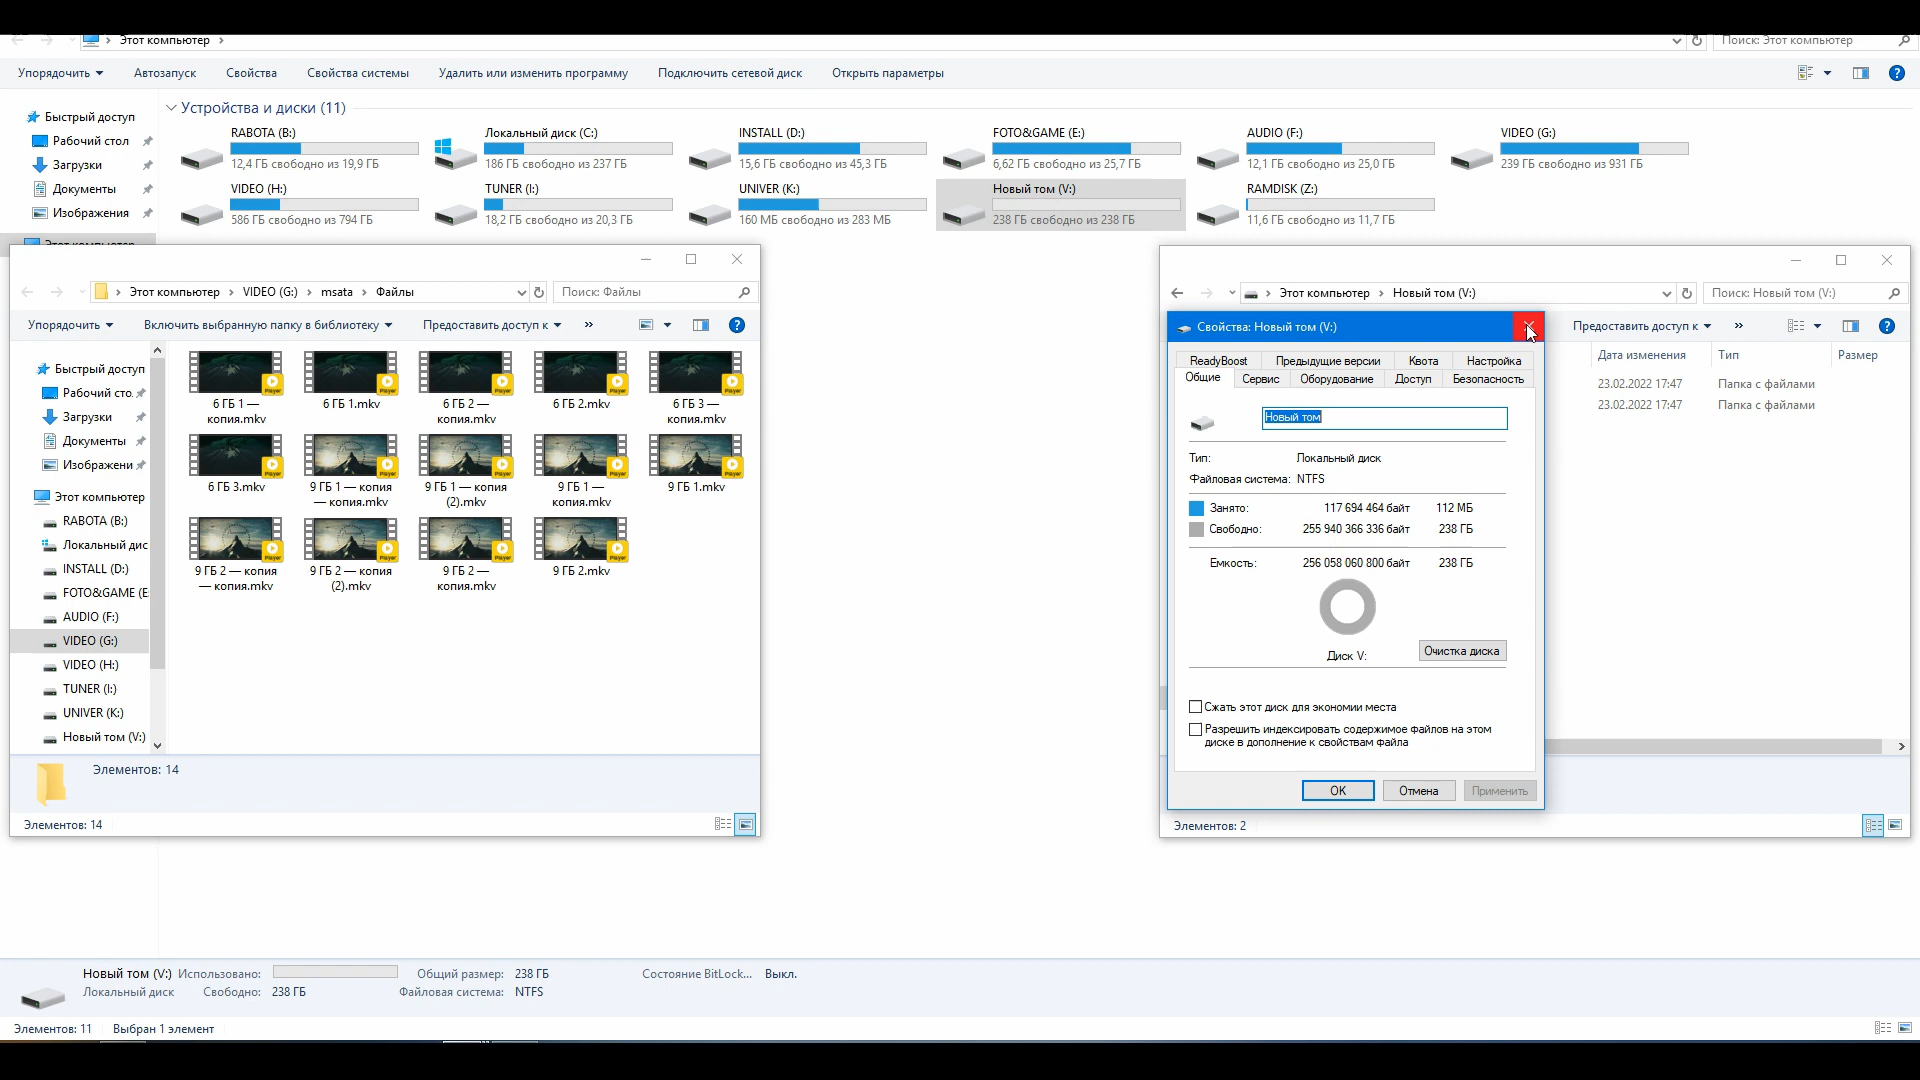 Этот компьютер
Поиск: Этот компьютер
Упорядочить Автозапуск Свойства Свойства системы Удалить или изменить программу Подключить сетевой диск Открыть параметры
Быстрый доступ
Рабочий стол
Загрузки
Документы
Изображения
Этот компьютер
Устройства и диски (11)
RABOTA (B:)
12,4 ГБ свободно из 19,9 ГБ
Локальный диск (C:)
186 ГБ свободно из 237 ГБ
INSTALL (D:)
15,6 ГБ свободно из 45,3 ГБ
FOTO&GAME (E:)
6,62 ГБ свободно из 25,7 ГБ
AUDIO (F:)
12,1 ГБ свободно из 25,0 ГБ
VIDEO (G:)
239 ГБ свободно из 931 ГБ
VIDEO (H:)
586 ГБ свободно из 794 ГБ
TUNER (I:)
18,2 ГБ свободно из 20,3 ГБ
UNIVER (K:)
160 МБ свободно из 283 МБ
Новый том (V:)
238 ГБ свободно из 238 ГБ
RAMDISK (Z:)
11,6 ГБ свободно из 11,7 ГБ
Этот компьютер VIDEO (G:) msata Файлы
Поиск: Файлы
Упорядочить Включить выбранную папку в библиотеку Предоставить доступ к »
Быстрый доступ
Рабочий сто.
Загрузки
Документы
Изображени
Этот компьютер
RABOTA (B:)
Локальный дис
INSTALL (D:)
FOTO&GAME (E:
AUDIO (F:)
VIDEO (G:)
VIDEO (H:)
TUNER (I:)
UNIVER (K:)
Новый том (V:)
6 ГБ 1 —
копия.mkv
6 ГБ 1.mkv
6 ГБ 2 —
копия.mkv
6 ГБ 2.mkv
6 ГБ 3 —
копия.mkv
6 ГБ 3.mkv
9 ГБ 1 — копия
— копия.mkv
9 ГБ 1 — копия
(2).mkv
9 ГБ 1 —
копия.mkv
9 ГБ 1.mkv
9 ГБ 2 — копия
— копия.mkv
9 ГБ 2 — копия
(2).mkv
9 ГБ 2 —
копия.mkv
9 ГБ 2.mkv
Элементов: 14
Элементов: 14
Этот компьютер Новый том (V:)
Поиск: Новый том (V:)
Предоставить доступ к »
Дата изменения Тип Размер
23.02.2022 17:47 Папка с файлами
23.02.2022 17:47 Папка с файлами
Элементов: 2
Свойства: Новый том (V:)
ReadyBoost Предыдущие версии Квота Настройка
Общие Сервис Оборудование Доступ Безопасность
Новый том
Тип: Локальный диск
Файловая система: NTFS
Занято: 117 694 464 байт 112 МБ
Свободно: 255 940 366 336 байт 238 ГБ
Емкость: 256 058 060 800 байт 238 ГБ
Диск V:
Очистка диска
Сжать этот диск для экономии места
Разрешить индексировать содержимое файлов на этом
диске в дополнение к свойствам файла
ОК Отмена Применить
Новый том (V:) Использовано: Общий размер: 238 ГБ Состояние BitLock... Выкл.
Локальный диск Свободно: 238 ГБ Файловая система: NTFS
Элементов: 11 Выбран 1 элемент